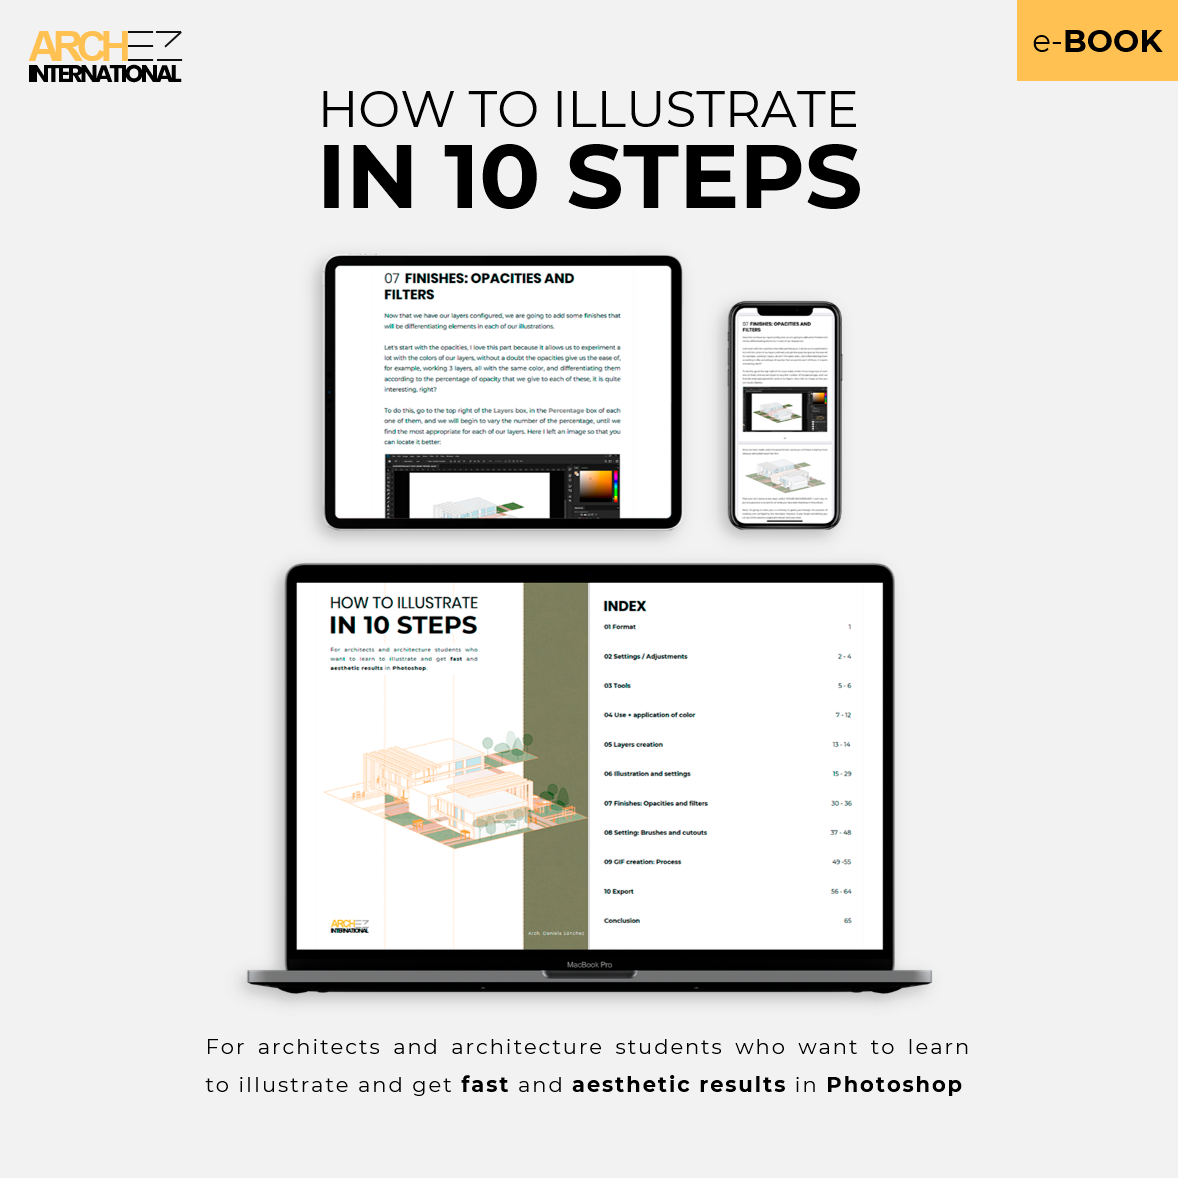 ARCHEZ
INTERNATIONAL
e-BOOK
HOW TO ILLUSTRATE
IN 10 STEPS
07 FINISHES: OPACITIES AND
FILTERS
Now that we have our layers configured, we are going to add some finishes that
will be differentiating elements in each of our illustrations.
Let's start with the opacities, I love this part because it allows us to experiment a
lot with the colors of our layers, without a doubt the opacities give us the ease of,
for example, working 3 layers, all with the same color, and differentiating them
according to the percentage of opacity that we give to each of these, it is quite
interesting, right?
To do this, go to the top right of the Layers box, in the Percentage box of each
one of them, and we will begin to vary the number of the percentage, until we
find the most appropriate for each of our layers. Here I left an image so that you
can locate it better:
07 FINISHES: OPACITIES AND
FILTERS
HOW TO ILLUSTRATE
IN 10 STEPS
For architects and architecture students who
want to learn to illustrate and get fast and
aesthetic results in Photoshop.
ARCHEZ
INTERNATIONAL
Arch. Daniela Sánchez
INDEX
01 Format 1
02 Settings / Adjustments 2 - 4
03 Tools 5 - 6
04 Use + application of color 7 - 12
05 Layers creation 13 - 14
06 Illustration and settings 15 - 29
07 Finishes: Opacities and filters 30 - 36
08 Setting: Brushes and cutouts 37 - 48
09 GIF creation: Process 49 -55
10 Export 56 - 64
Conclusion 65
MacBook Pro
For architects and architecture students who want to learn
to illustrate and get fast and aesthetic results in Photoshop